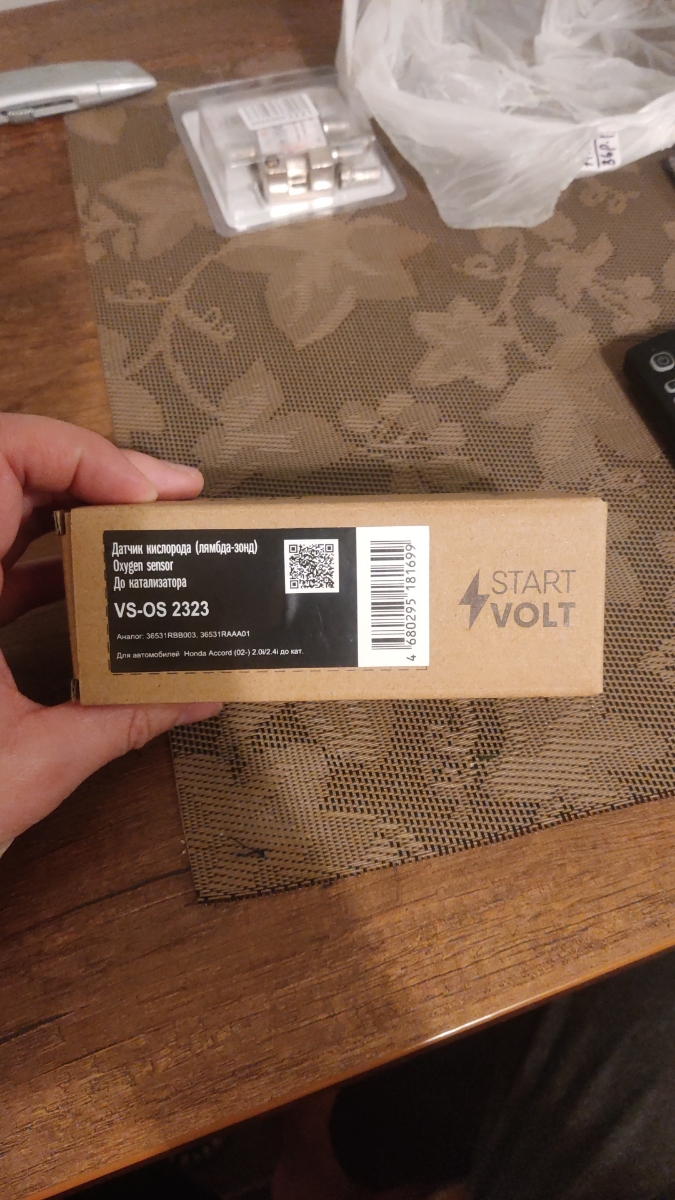 Датчик кислорода (лямбда-зонд)
Oxygen sensor
До катализатора
VS-OS 2323
Аналог: 36531RBB003, 36531RAAA01
Для автомобилей Honda Accord (02-) 2.0i/2.4i до кат.
4 680295 181699
START
VOLT